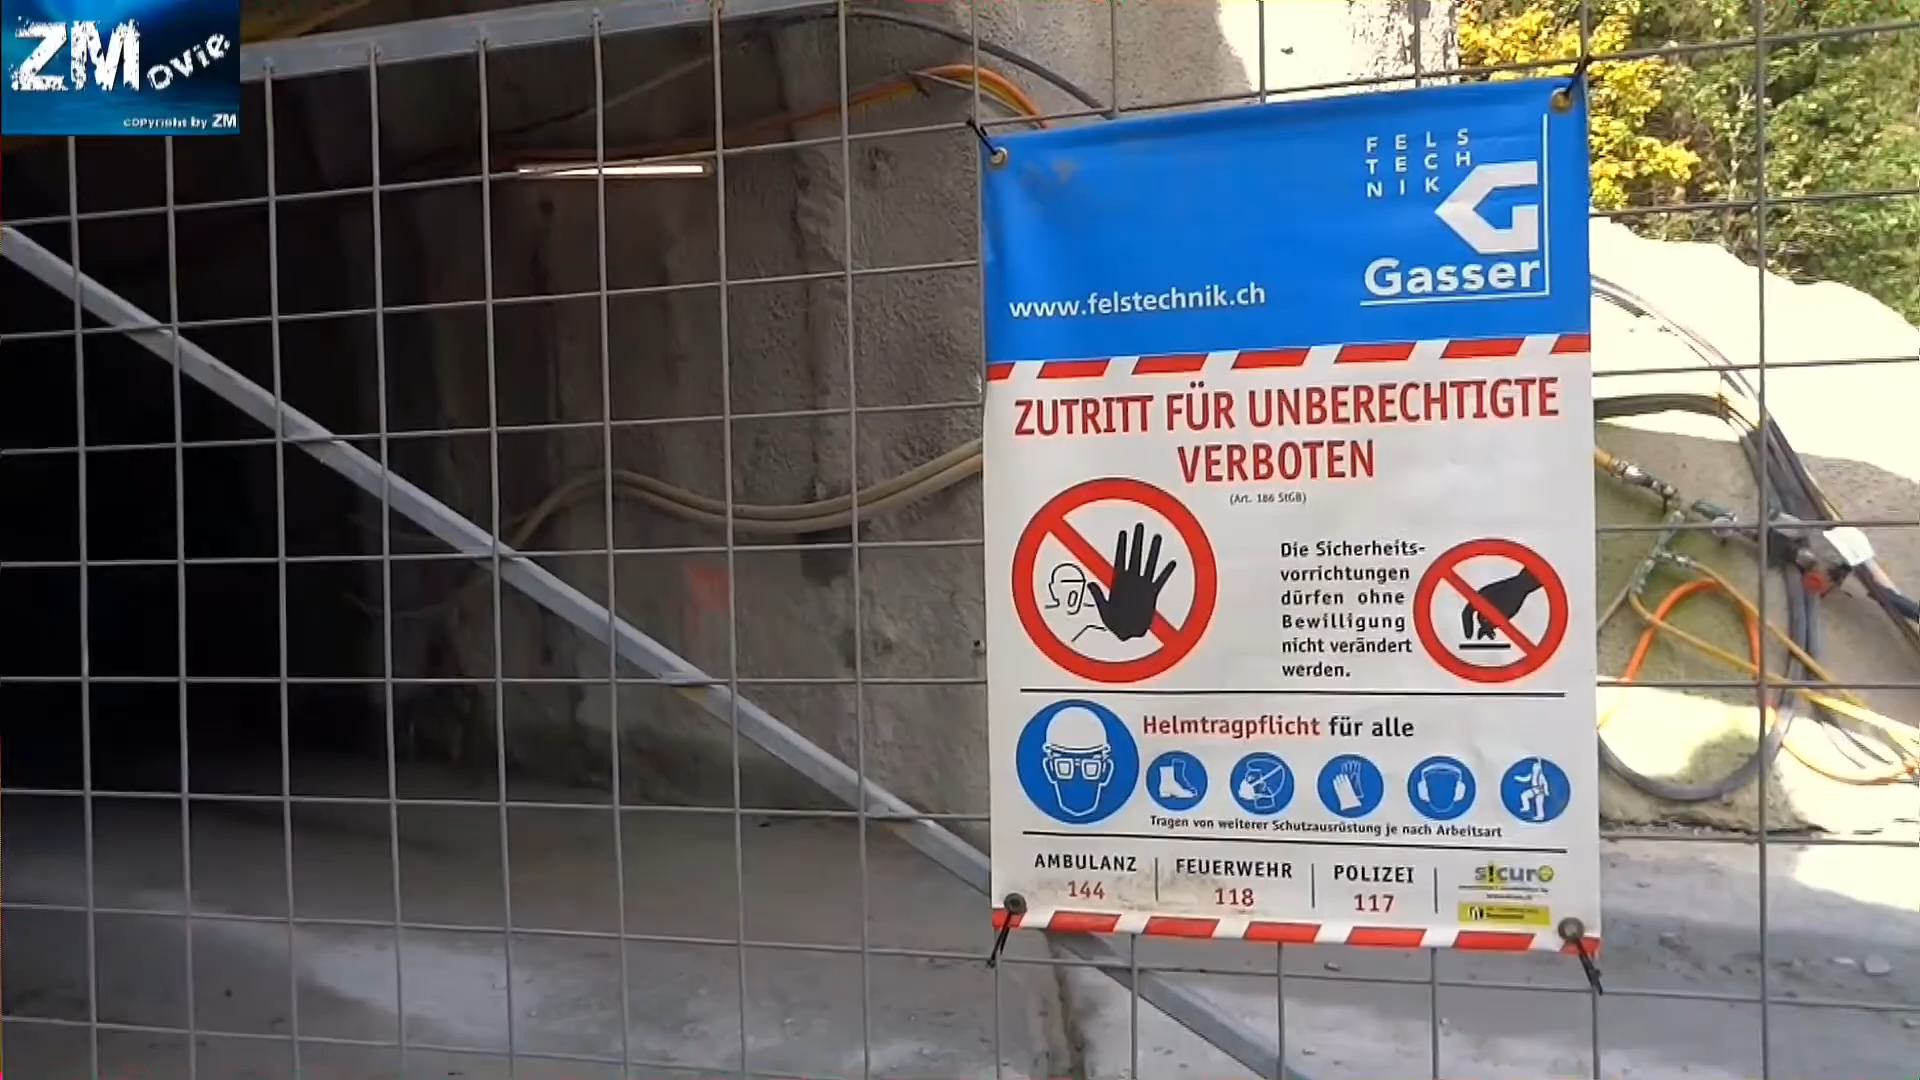 ZMovie
copyright by ZM
FELS
TECH
NIK
Gasser
www.felstechnik.ch
ZUTRITT FÜR UNBERECHTIGTE
VERBOTEN
(Art. 186 StGB)
Die Sicherheits-
vorrichtungen
dürfen ohne
Bewilligung
nicht verändert
werden.
Helmtragpflicht für alle
Tragen von weiterer Schutzausrüstung je nach Arbeitsart
AMBULANZ
144
FEUERWEHR
118
POLIZEI
117
s!curo